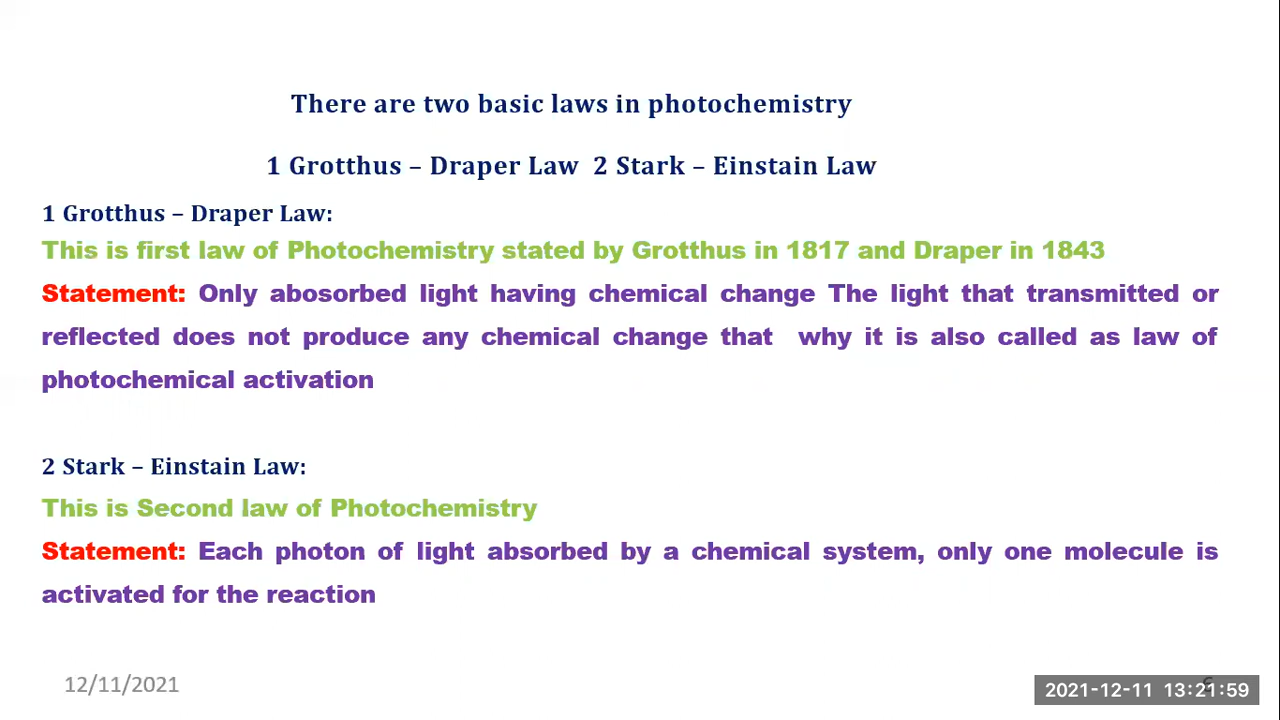 There are two basic laws in photochemistry
1 Grotthus – Draper Law 2 Stark – Einstain Law
1 Grotthus – Draper Law:
This is first law of Photochemistry stated by Grotthus in 1817 and Draper in 1843
Statement: Only abosorbed light having chemical change The light that transmitted or
reflected does not produce any chemical change that why it is also called as law of
photochemical activation
2 Stark – Einstain Law:
This is Second law of Photochemistry
Statement: Each photon of light absorbed by a chemical system, only one molecule is
activated for the reaction
12/11/2021
2021-12-11 13:21:59